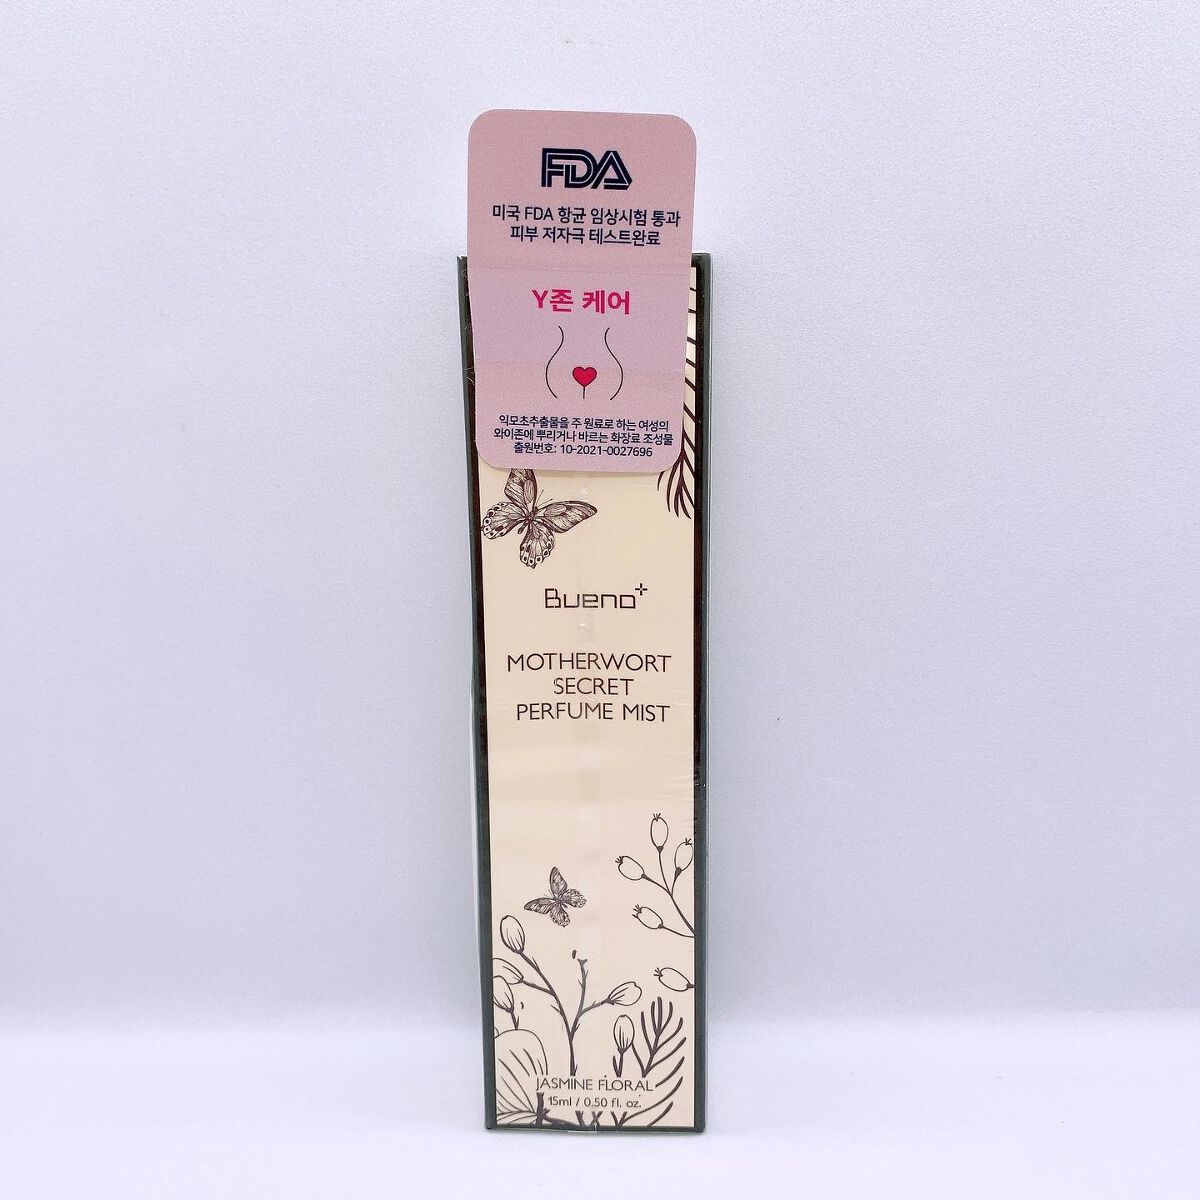 FDA
미국 FDA 항균 임상시험 통과
피부 저자극 테스트완료
Y존 케어
익모초추출물을 주 원료로 하는 여성의
와이존에 뿌리거나 바르는 화장료 조성물
출원번호: 10-2021-0027696
Bueno+
MOTHERWORT
SECRET
PERFUME MIST
JASMINE FLORAL
15ml / 0.50 fl. oz.